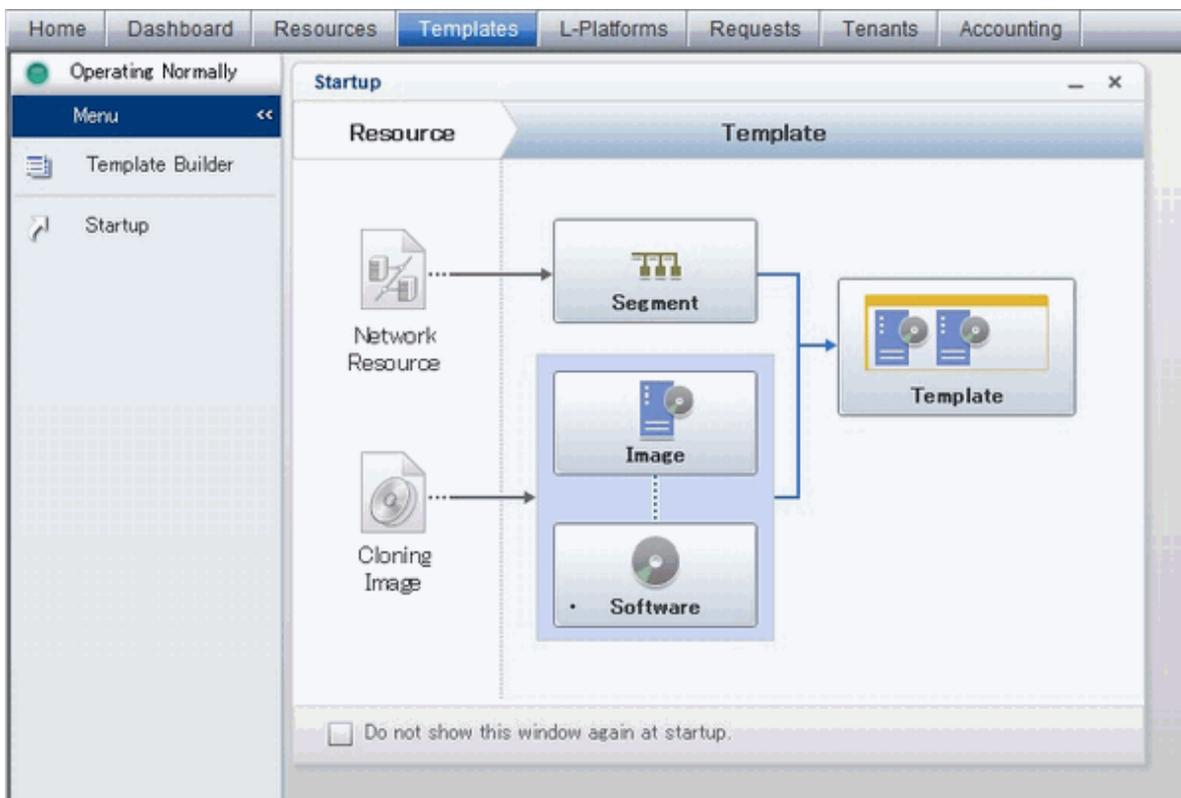 Home Dashboard Resources Templates L-Platforms Requests Tenants Accounting
Operating Normally
Menu <<
Template Builder
Startup
Startup
Resource Template
Segment
Network
Resource
Template
Image
Cloning
Image
Software
Do not show this window again at startup.